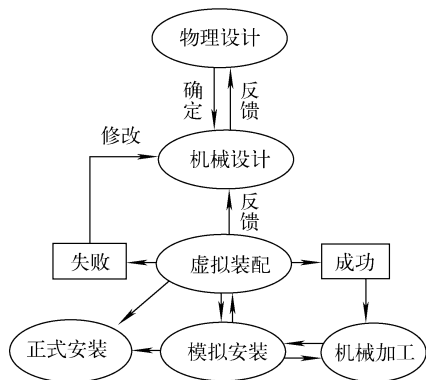 物理设计
确定
反馈
修改
机械设计
反馈
失败
虚拟装配
成功
正式安装
模拟安装
机械加工